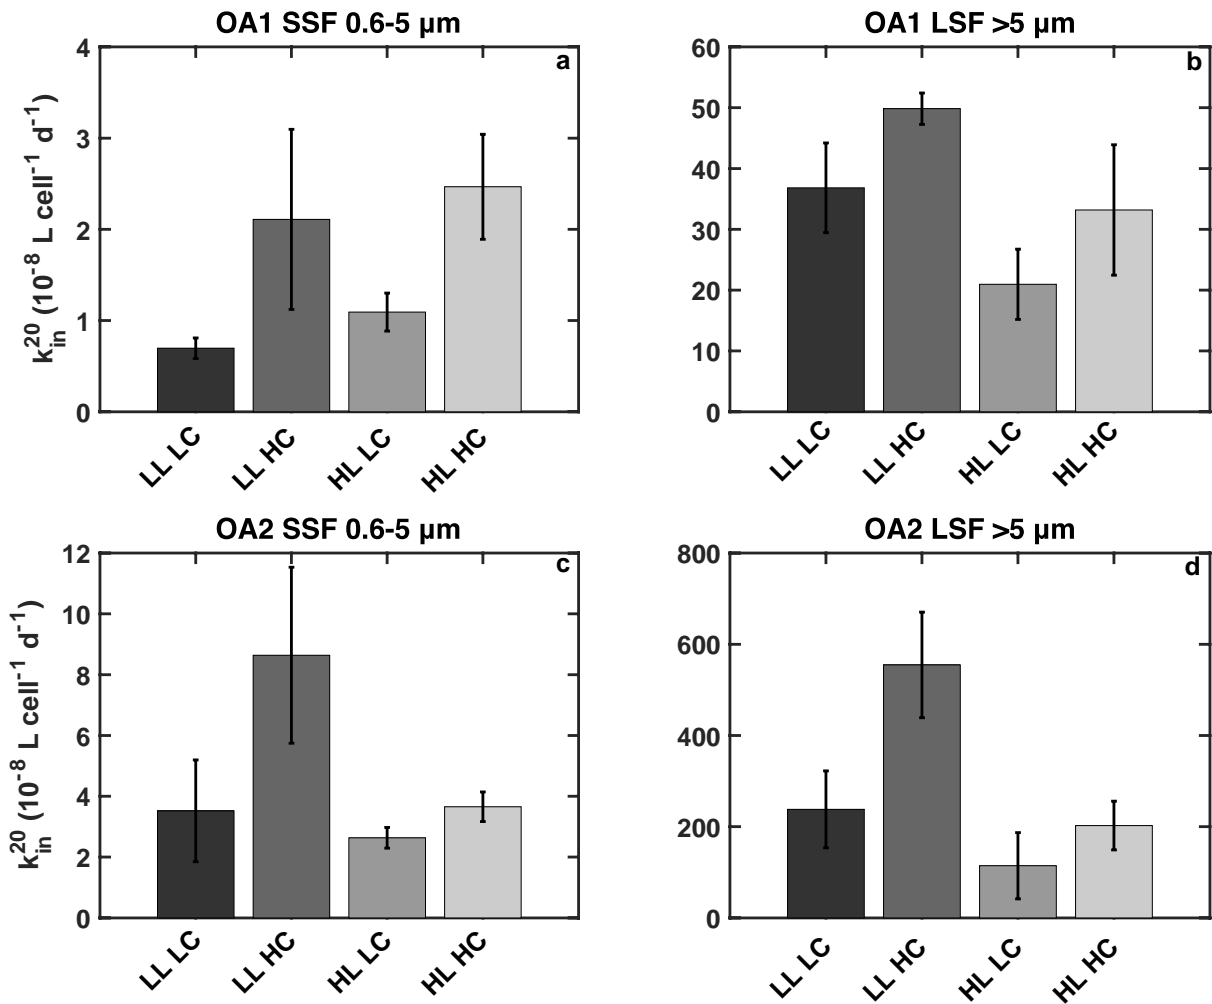 OA1 SSF 0.6-5 µm
a
k_in^20 (10^-8 L cell^-1 d^-1)
4
3
2
1
0
LL LC
LL HC
HL LC
HL HC
OA1 LSF >5 µm
b
60
50
40
30
20
10
0
LL LC
LL HC
HL LC
HL HC
OA2 SSF 0.6-5 µm
c
k_in^20 (10^-8 L cell^-1 d^-1)
12
10
8
6
4
2
0
LL LC
LL HC
HL LC
HL HC
OA2 LSF >5 µm
d
800
600
400
200
0
LL LC
LL HC
HL LC
HL HC